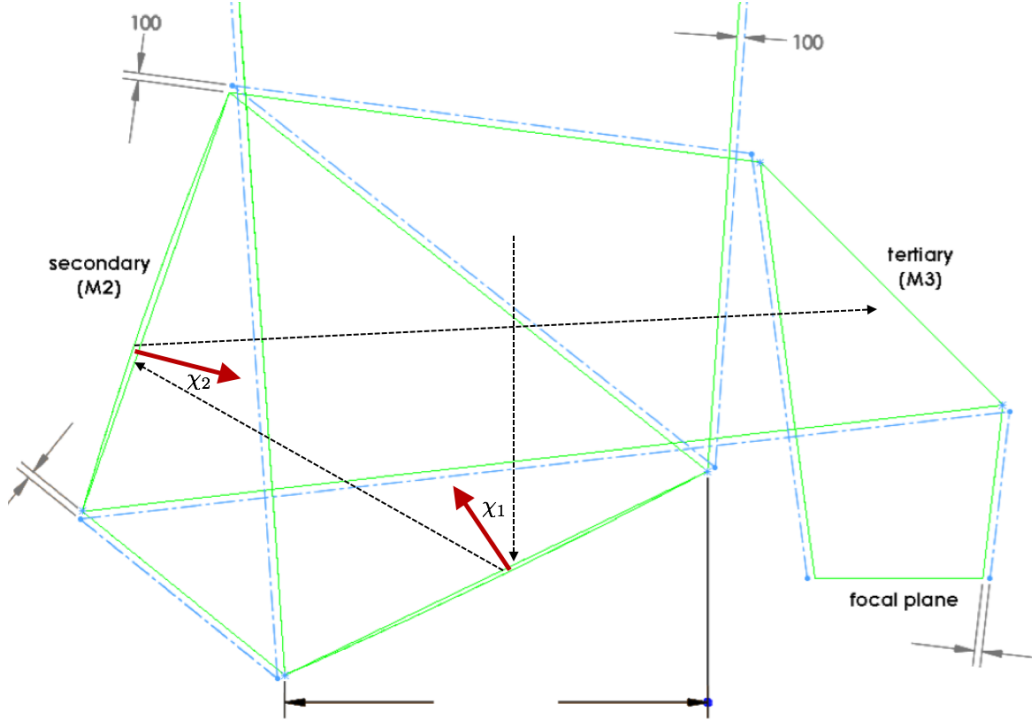 100
100
secondary
(M2)
tertiary
(M3)
χ2
χ1
focal plane